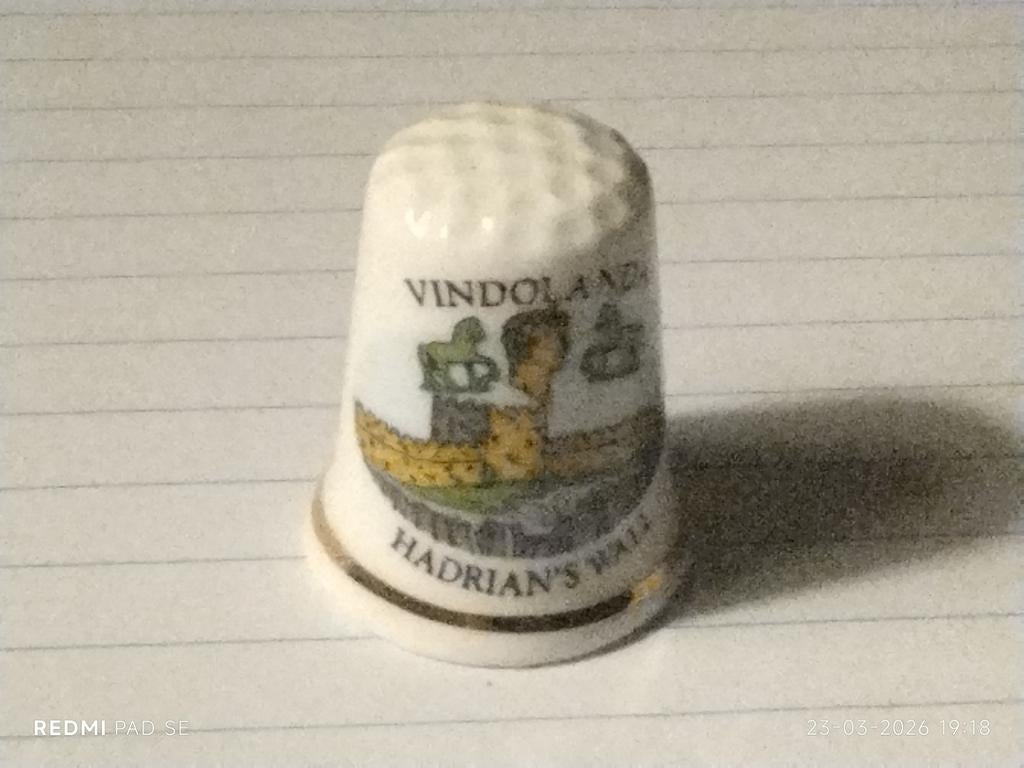 VINDOLANDA
HADRIAN'S WALL
REDMI PAD SE
23-03-2026 19:18